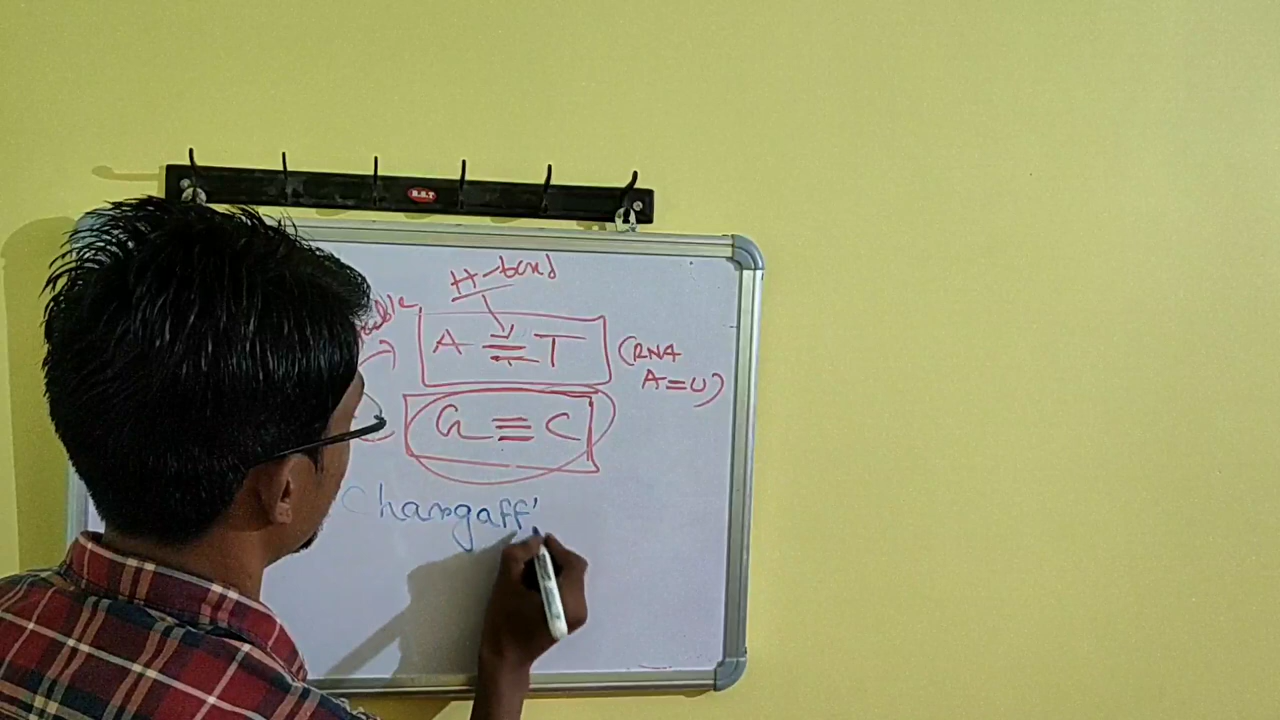 R.S.T
H-bond
A = T (RNA
A=U)
G ≡ C
Chargaff'